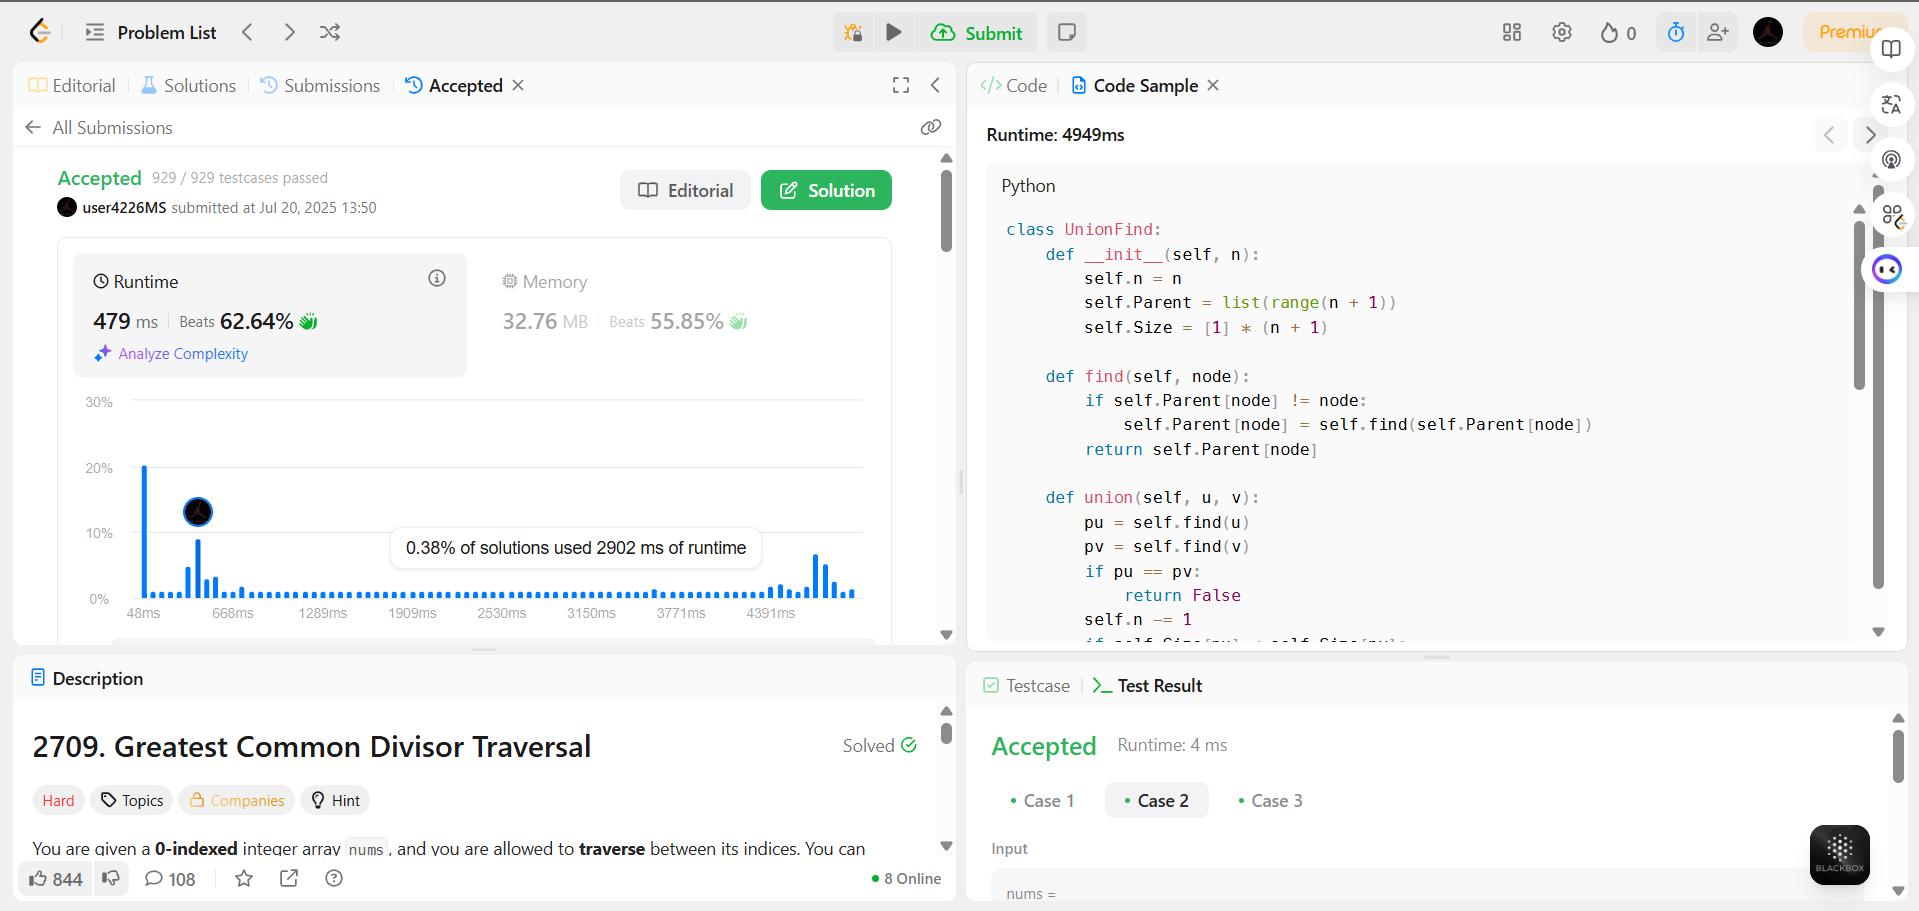 Problem List
Submit
0
Premiu
Editorial
Solutions
Submissions
Accepted
All Submissions
Accepted 929 / 929 testcases passed
user4226MS submitted at Jul 20, 2025 13:50
Editorial
Solution
Runtime
479 ms Beats 62.64%
Analyze Complexity
Memory
32.76 MB Beats 55.85%
30%
20%
10%
0%
0.38% of solutions used 2902 ms of runtime
48ms 668ms 1289ms 1909ms 2530ms 3150ms 3771ms 4391ms
Description
2709. Greatest Common Divisor Traversal
Solved
Hard Topics Companies Hint
You are given a 0-indexed integer array nums, and you are allowed to traverse between its indices. You can
844 108
8 Online
</> Code
Code Sample
Runtime: 4949ms
Python
class UnionFind:
    def __init__(self, n):
        self.n = n
        self.Parent = list(range(n + 1))
        self.Size = [1] * (n + 1)
    def find(self, node):
        if self.Parent[node] != node:
            self.Parent[node] = self.find(self.Parent[node])
        return self.Parent[node]
    def union(self, u, v):
        pu = self.find(u)
        pv = self.find(v)
        if pu == pv:
            return False
        self.n -= 1
Testcase
Test Result
Accepted Runtime: 4 ms
Case 1 Case 2 Case 3
Input
nums =
BLACKBOX